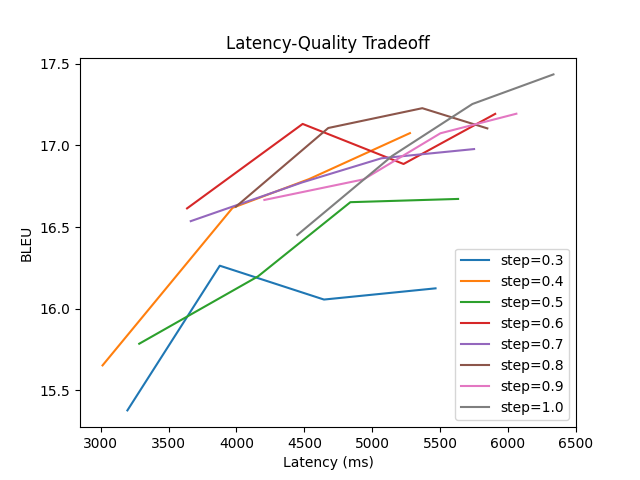 Latency-Quality Tradeoff
17.5
17.0
16.5
16.0
15.5
BLEU
step=0.3
step=0.4
step=0.5
step=0.6
step=0.7
step=0.8
step=0.9
step=1.0
3000 3500 4000 4500 5000 5500 6000 6500
Latency (ms)